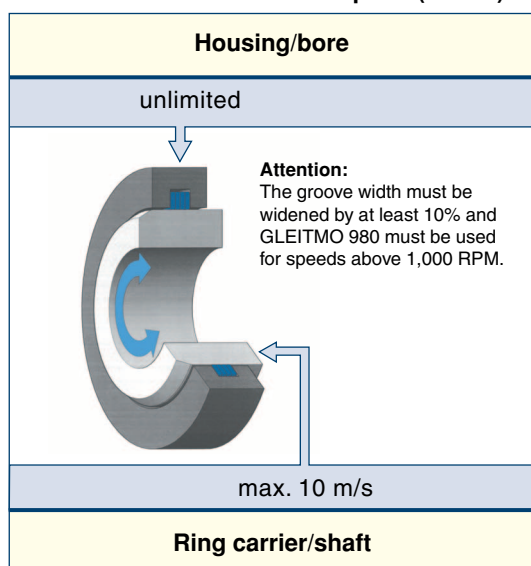 Housing/bore
unlimited
Attention:
The groove width must be
widened by at least 10% and
GLEITMO 980 must be used
for speeds above 1,000 RPM.
max. 10 m/s
Ring carrier/shaft